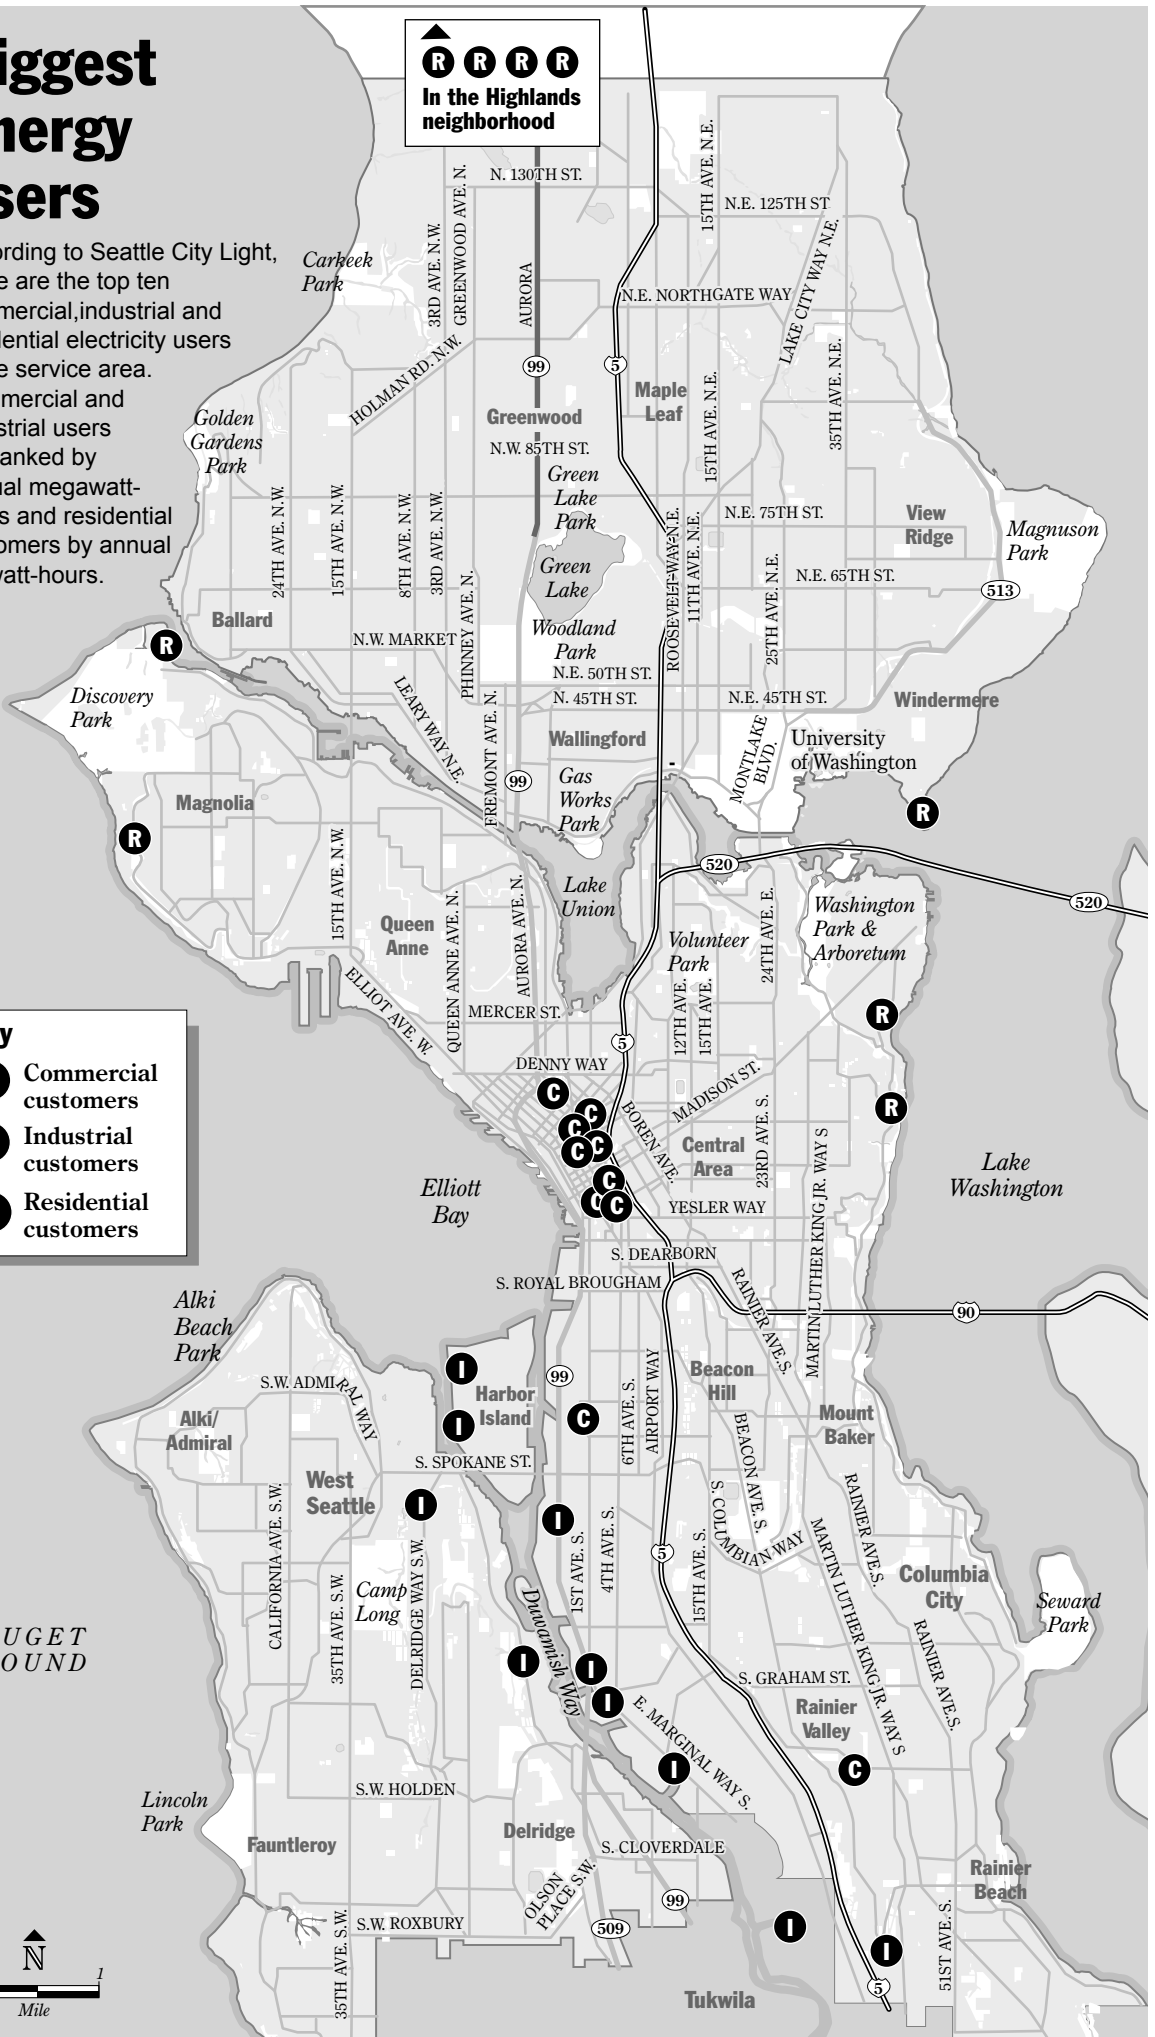 iggest
nergy
sers
ording to Seattle City Light,
e are the top ten
mercial,industrial and
dential electricity users
e service area.
mercial and
strial users
anked by
ual megawatt-
s and residential
omers by annual
watt-hours.
R R R R
In the Highlands
neighborhood
N. 130TH ST.
15TH AVE. N.E.
N.E. 125TH ST.
3RD AVE. N.W.
GREENWOOD AVE. N.
AURORA
LAKE CITY WAY N.E.
Carkeek
Park
N.E. NORTHGATE WAY
HOLMAN RD. N.W.
99
5
35TH AVE. N.E.
Maple
Leaf
15TH AVE. N.E.
Greenwood
Golden
Gardens
Park
N.W. 85TH ST.
Green
Lake
Park
24TH AVE. N.W.
15TH AVE. N.W.
8TH AVE. N.W.
3RD AVE. N.W.
ROOSEVELT WAY N.E.
11TH AVE. N.E.
N.E. 75TH ST.
View
Ridge
Magnuson
Park
Green
Lake
25TH AVE. N.E.
N.E. 65TH ST.
513
Ballard
PHINNEY AVE. N.
Woodland
Park
N.W. MARKET
R
N.E. 50TH ST.
Discovery
Park
LEARY WAY N.E.
FREMONT AVE. N.
N. 45TH ST.
N.E. 45TH ST.
Windermere
Wallingford
MONTLAKE
BLVD.
University
of Washington
99
Gas
Works
Park
Magnolia
R
R
15TH AVE. N.W.
520
Lake
Union
520
Queen
Anne
QUEEN ANNE AVE. N.
AURORA AVE. N.
Volunteer
Park
24TH AVE. E.
Washington
Park &
Arboretum
ELLIOT AVE. W.
MERCER ST.
12TH AVE.
15TH AVE.
R
5
y
Commercial
customers
Industrial
customers
Residential
customers
DENNY WAY
C
C
C
C
C
BOREN AVE.
MADISON ST.
R
Central
Area
23RD AVE. S.
MARTIN LUTHER KING JR. WAY S
Elliott
Bay
Lake
Washington
C
C
C
YESLER WAY
S. DEARBORN
S. ROYAL BROUGHAM
RAINIER AVE.S.
90
Alki
Beach
Park
I
99
S.W. ADMIRAL WAY
Harbor
Island
Beacon
Hill
6TH AVE. S.
AIRPORT WAY
Alki/
Admiral
I
C
Mount
Baker
BEACON AVE. S.
S. SPOKANE ST.
West
Seattle
I
I
S. COLUMBIAN WAY
RAINIER AVE.S.
CALIFORNIA AVE. S.W.
5
1ST AVE. S.
4TH AVE. S.
15TH AVE. S.
MARTIN LUTHER KING JR. WAY S
Camp
Long
35TH AVE. S.W.
DELRIDGE WAY S.W.
Columbia
City
Seward
Park
Duwamish Way
UGET
OUND
RAINIER AVE.S.
I
I
S. GRAHAM ST.
I
E. MARGINAL WAY S.
Rainier
Valley
I
C
S.W. HOLDEN
Lincoln
Park
Fauntleroy
Delridge
S. CLOVERDALE
Rainier
Beach
OLSON
PLACE S.W.
99
S.W. ROXBURY
509
35TH AVE. S.W.
I
I
51ST AVE. S.
N
1
Mile
5
Tukwila